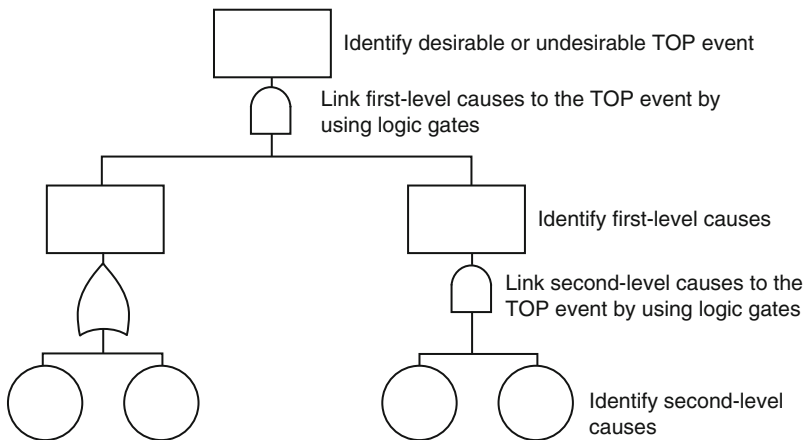 Identify desirable or undesirable TOP event
Link first-level causes to the TOP event by
using logic gates
Identify first-level causes
Link second-level causes to the
TOP event by using logic gates
Identify second-level
causes